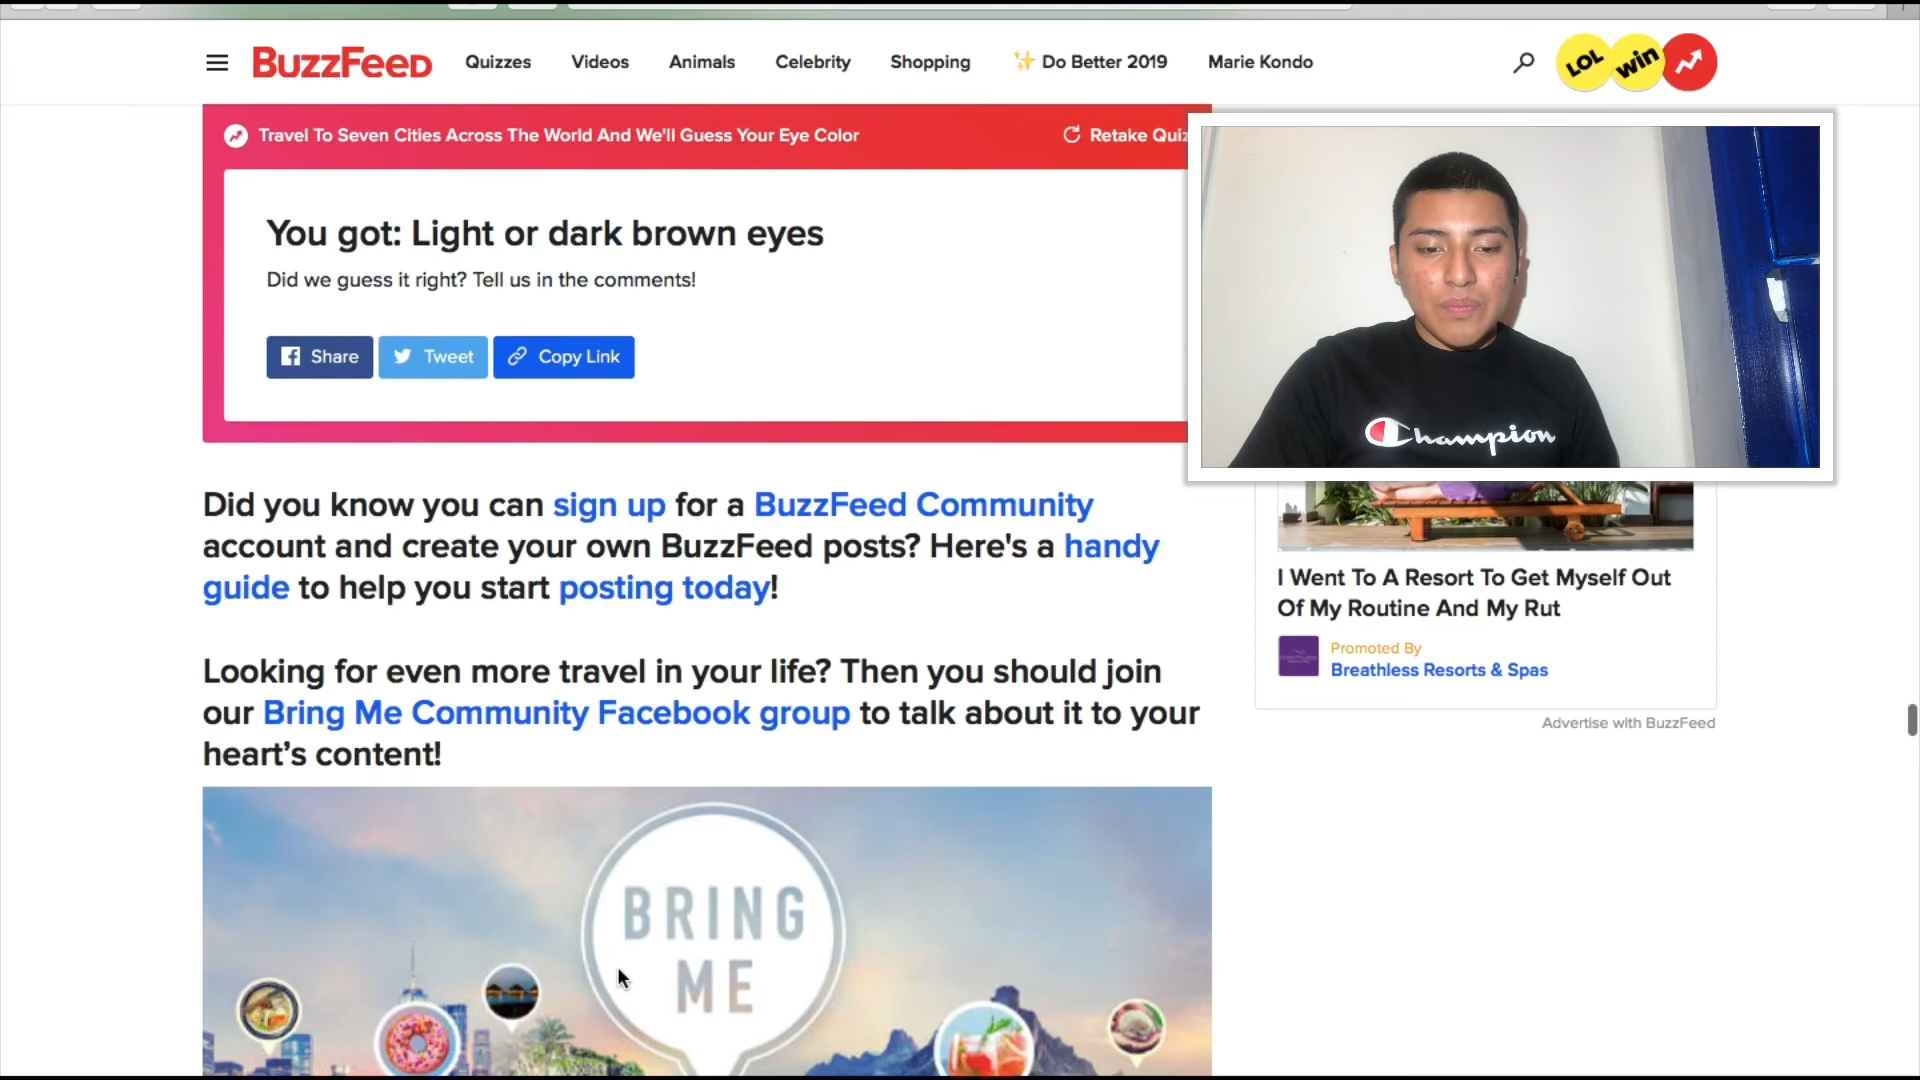 BuzzFeed Quizzes Videos Animals Celebrity Shopping ✨ Do Better 2019 Marie Kondo LOL win
Travel To Seven Cities Across The World And We'll Guess Your Eye Color Retake Quiz
You got: Light or dark brown eyes
Did we guess it right? Tell us in the comments!
Share Tweet Copy Link
Champion
Did you know you can sign up for a BuzzFeed Community
account and create your own BuzzFeed posts? Here's a handy
guide to help you start posting today!
Looking for even more travel in your life? Then you should join
our Bring Me Community Facebook group to talk about it to your
heart's content!
I Went To A Resort To Get Myself Out
Of My Routine And My Rut
Promoted By
Breathless Resorts & Spas
Advertise with BuzzFeed
BRING
ME